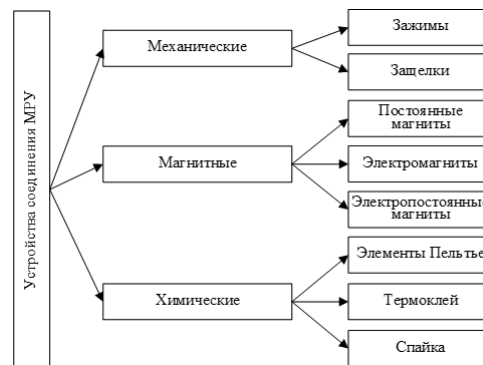 Устройства соединения МРУ
Механические
Зажимы
Защелки
Магнитные
Постоянные
магниты
Электромагниты
Электропостоянные
магниты
Химические
Элементы Пельтье
Термоклей
Спайка